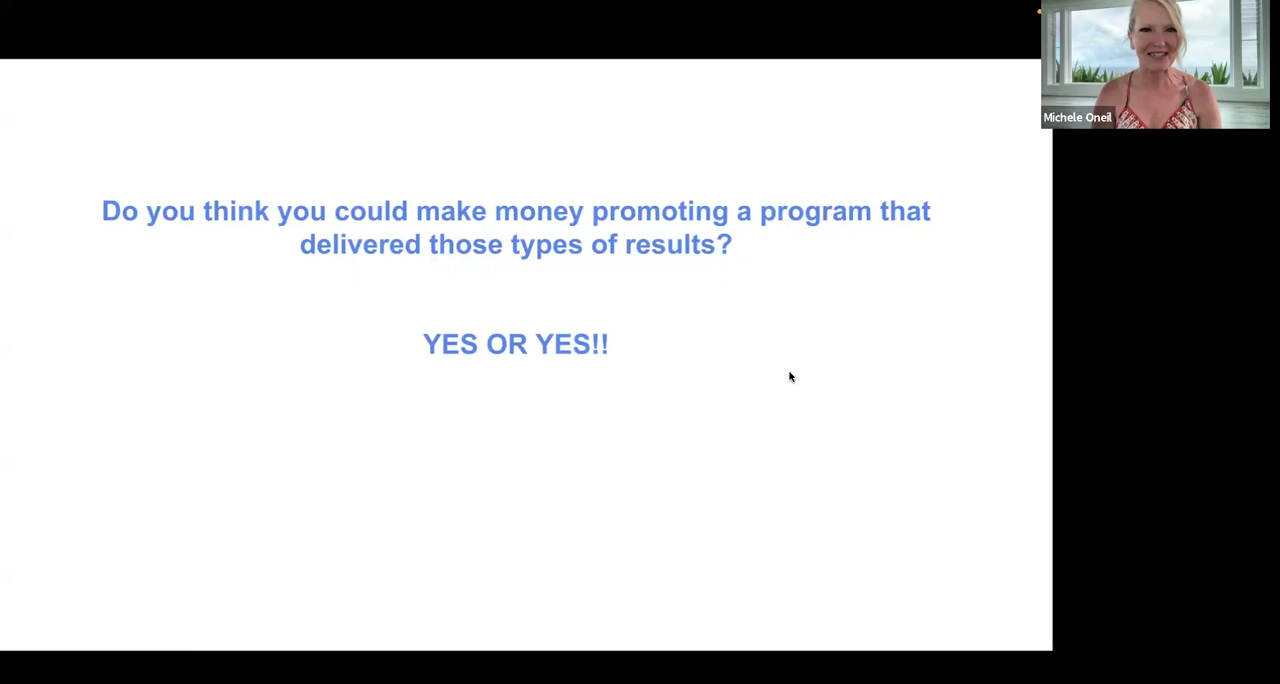 Michele Oneil
Do you think you could make money promoting a program that
delivered those types of results?
YES OR YES!!